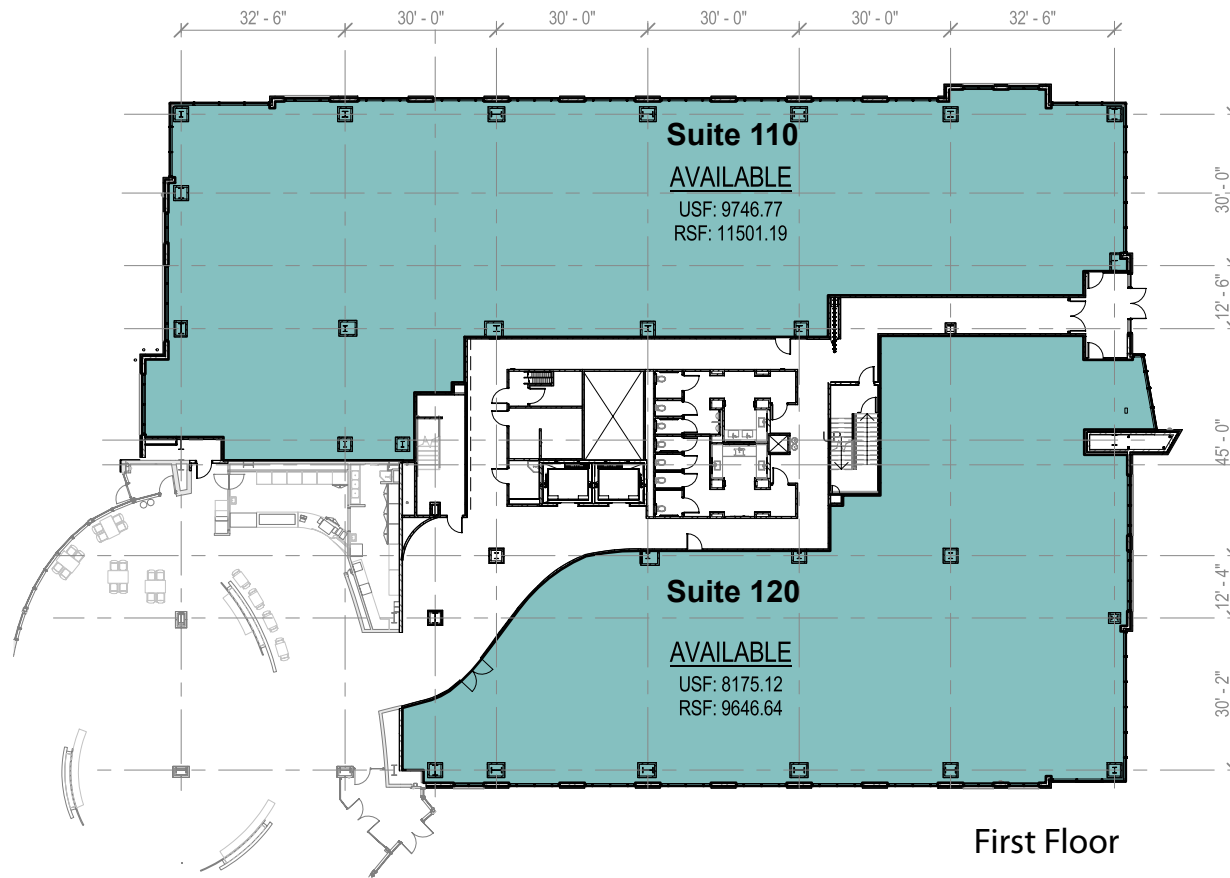 32' - 6"
30' - 0"
30' - 0"
30' - 0"
30' - 0"
32' - 6"
Suite 110
AVAILABLE
USF: 9746.77
RSF: 11501.19
30' - 0"
12' - 6"
45' - 0"
12' - 4"
30' - 2"
Suite 120
AVAILABLE
USF: 8175.12
RSF: 9646.64
First Floor